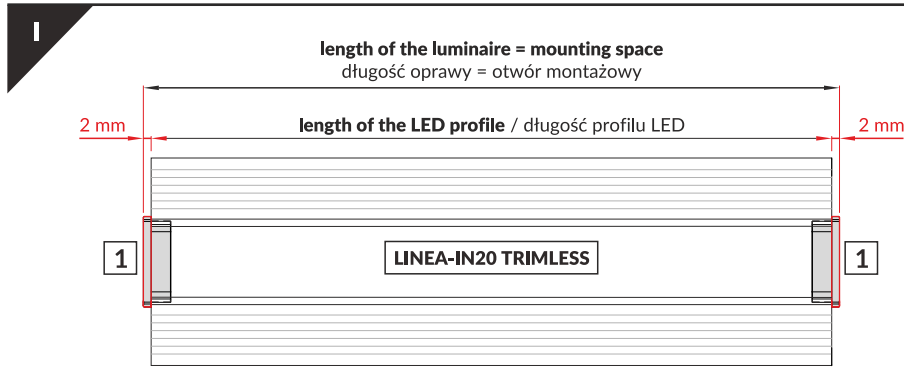 I
length of the luminaire = mounting space
długość oprawy = otwór montażowy
2 mm
length of the LED profile / długość profilu LED
2 mm
1
LINEA-IN20 TRIMLESS
1